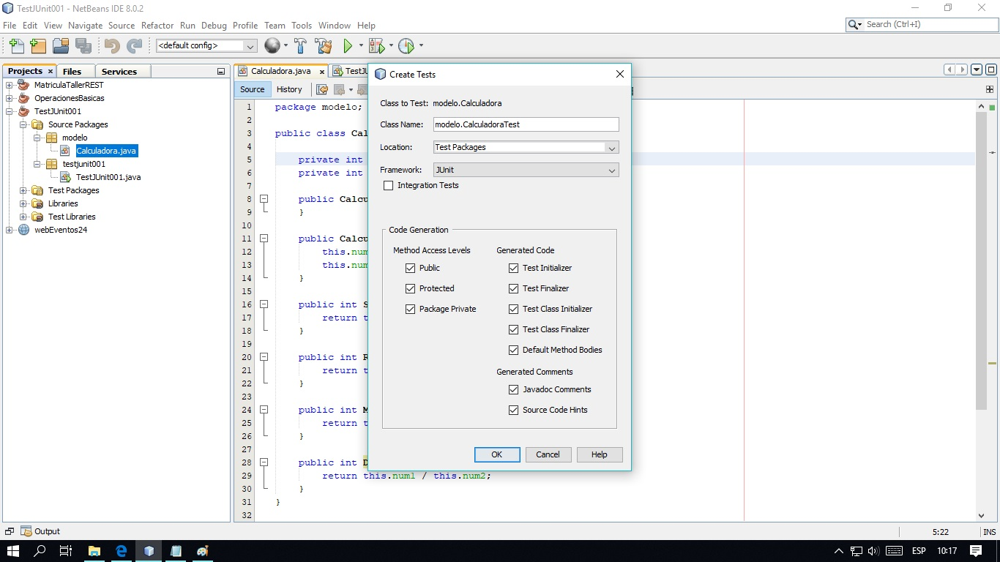 TestJUnit001 - NetBeans IDE 8.0.2
File Edit View Navigate Source Refactor Run Debug Profile Team Tools Window Help
Search (Ctrl+I)
<default config>
Projects Files Services
MatriculaTallerREST
OperacionesBasicas
TestJUnit001
Source Packages
modelo
Calculadora.java
testjunit001
TestJUnit001.java
Test Packages
Libraries
Test Libraries
webEventos24
Calculadora.java TestJU
Source History
1 package modelo;
2
3 public class Cal
4
5 private int
6 private int
7
8 public Calcu
9 }
10
11 public Calcu
12 this.num
13 this.num
14 }
15
16 public int S
17 return t
18 }
19
20 public int R
21 return t
22 }
23
24 public int M
25 return t
26 }
27
28 public int D
29 return this.num1 / this.num2;
30 }
31 }
32
Create Tests
Class to Test: modelo.Calculadora
Class Name: modelo.CalculadoraTest
Location: Test Packages
Framework: JUnit
Integration Tests
Code Generation
Method Access Levels
Public
Protected
Package Private
Generated Code
Test Initializer
Test Finalizer
Test Class Initializer
Test Class Finalizer
Default Method Bodies
Generated Comments
Javadoc Comments
Source Code Hints
OK Cancel Help
Output
5:22 INS
ESP 10:17